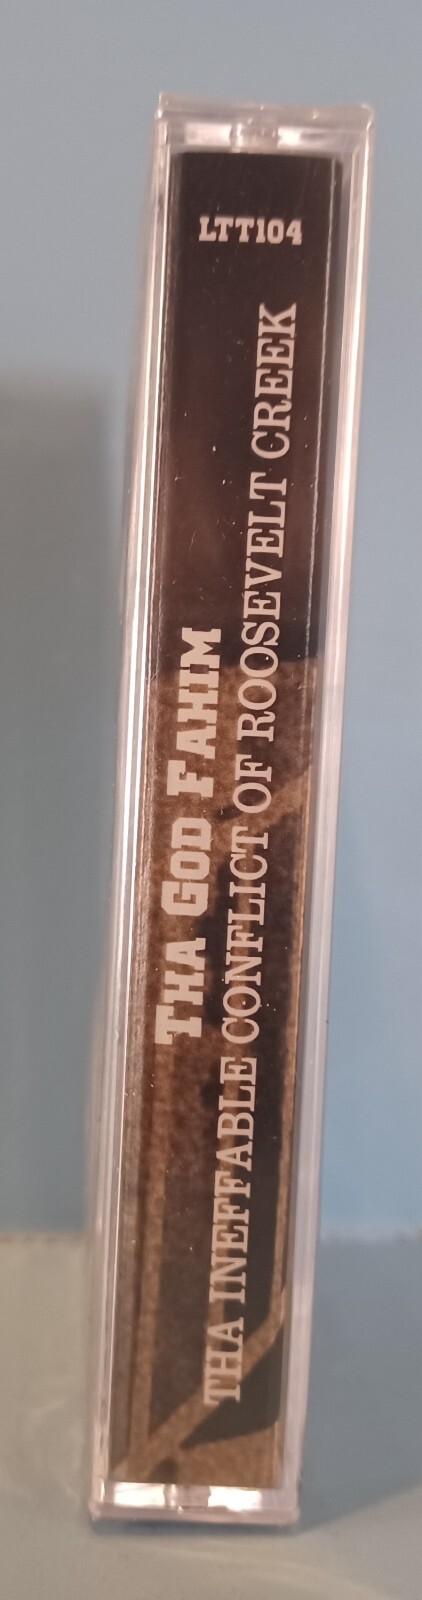 LTT104
THA GOD FAHIM
THA INEFFABLE CONFLICT OF ROOSEVELT CREEK